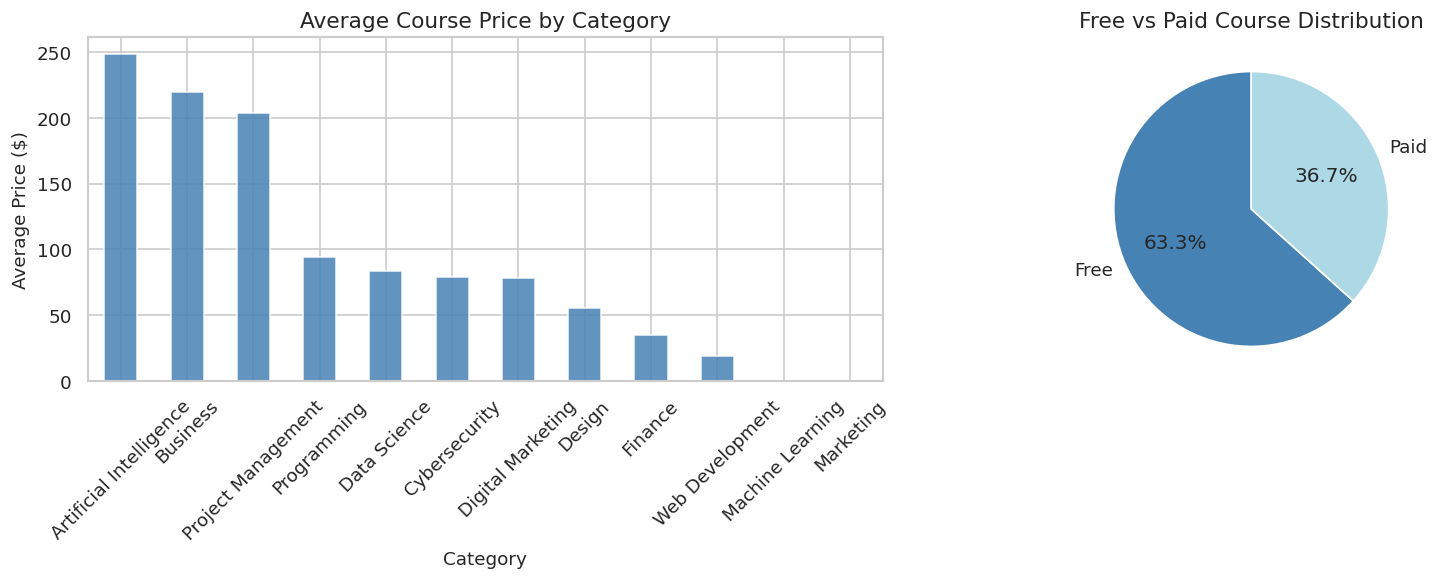 Average Course Price by Category
Average Price ($)
250
200
150
100
50
0
Artificial Intelligence
Business
Project Management
Programming
Data Science
Cybersecurity
Digital Marketing
Design
Finance
Web Development
Machine Learning
Marketing
Category
Free vs Paid Course Distribution
Paid
36.7%
63.3%
Free